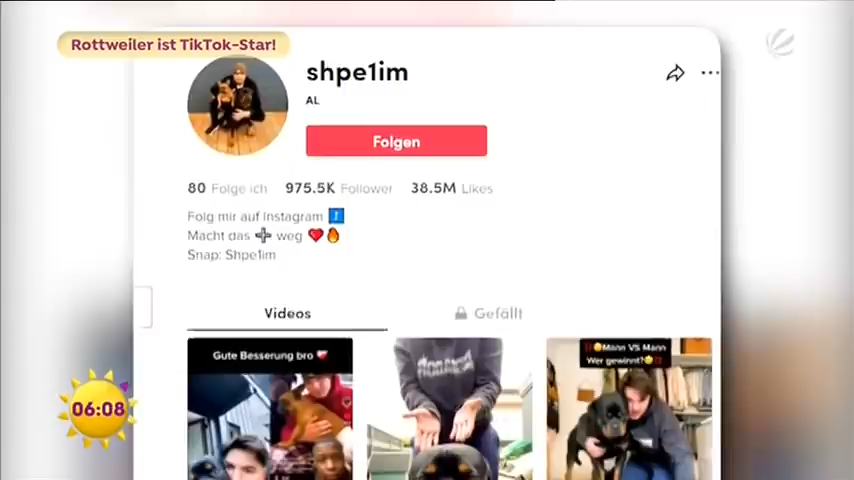 Rottweiler ist TikTok-Star!
shpe1im
AL
Folgen
80 Folge ich 975.5K Follower 38.5M Likes
Folg mir auf Instagram ⬆️
Macht das ➕ weg ❤️🔥
Snap: Shpe1im
Videos Gefällt
Gute Besserung bro ❤️
‼️😳Mann VS Mann
Wer gewinnt?😳‼️
06:08